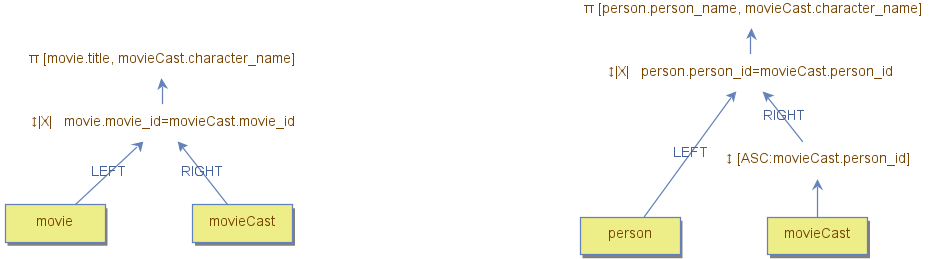 π [movie.title, movieCast.character_name]
↕|X| movie.movie_id=movieCast.movie_id
LEFT RIGHT
movie movieCast
π [person.person_name, movieCast.character_name]
↕|X| person.person_id=movieCast.person_id
RIGHT
LEFT
↕ [ASC:movieCast.person_id]
person movieCast